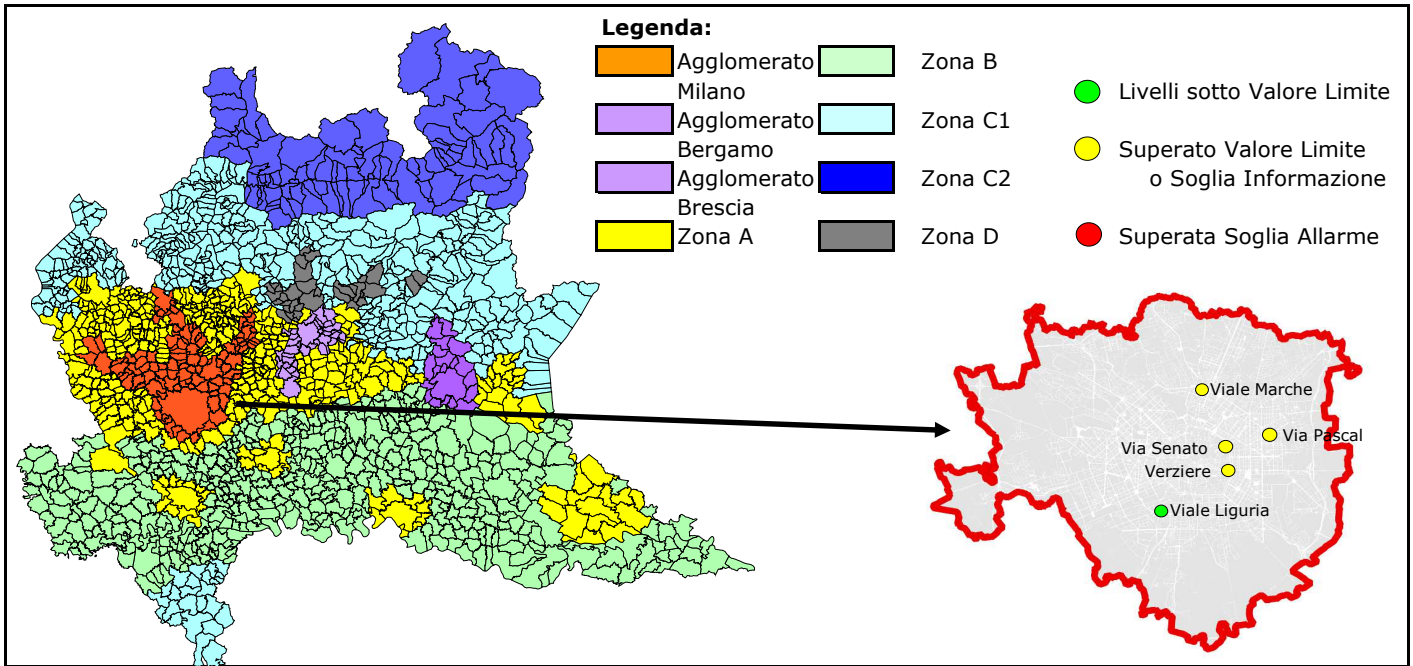 Legenda:
Agglomerato
Milano
Agglomerato
Bergamo
Agglomerato
Brescia
Zona A
Zona B
Zona C1
Zona C2
Zona D
Livelli sotto Valore Limite
Superato Valore Limite
o Soglia Informazione
Superata Soglia Allarme
Viale Marche
Via Pascal
Via Senato
Verziere
Viale Liguria